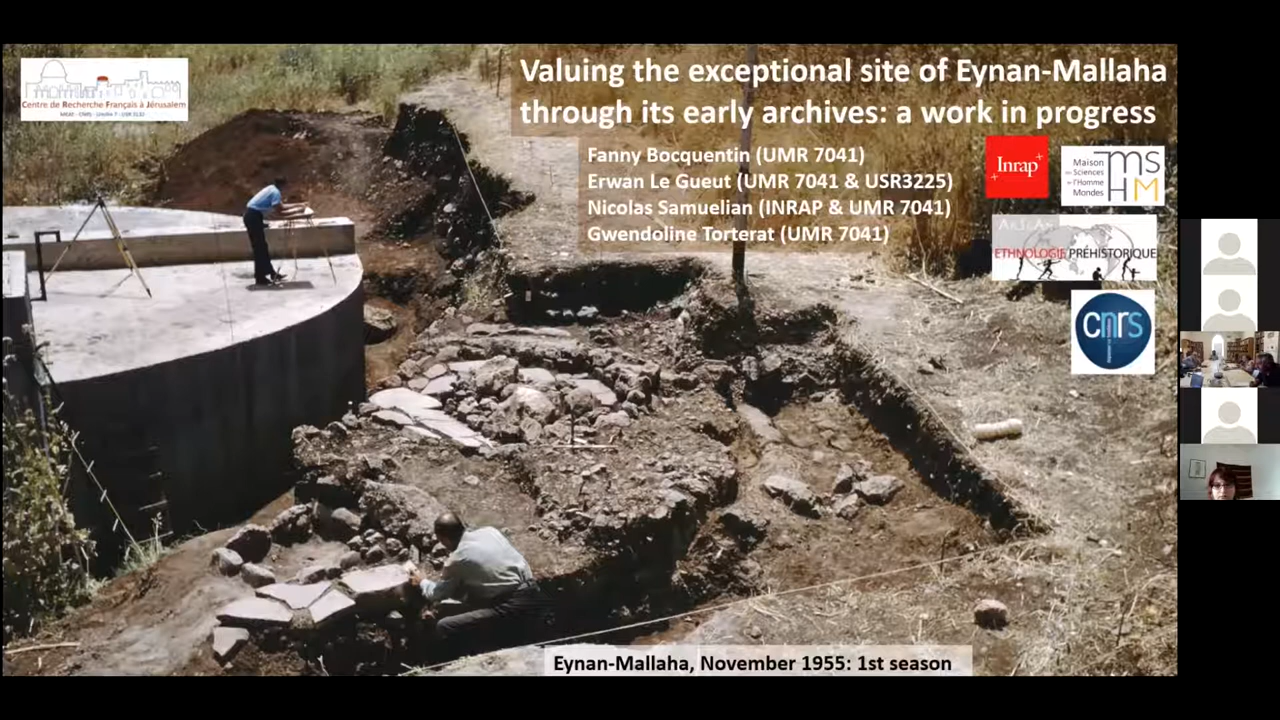 Valuing the exceptional site of Eynan-Mallaha
through its early archives: a work in progress
Fanny Bocquentin (UMR 7041)
Erwan Le Gueut (UMR 7041 & USR3225)
Nicolas Samuelian (INRAP & UMR 7041)
Gwendoline Torterat (UMR 7041)
Centre de Recherche Français à Jérusalem
Inrap
Maison
des Sciences
de l'Homme
Mondes
MSHM
ETHNOLOGIE PRÉHISTORIQUE
cnrs
Eynan-Mallaha, November 1955: 1st season